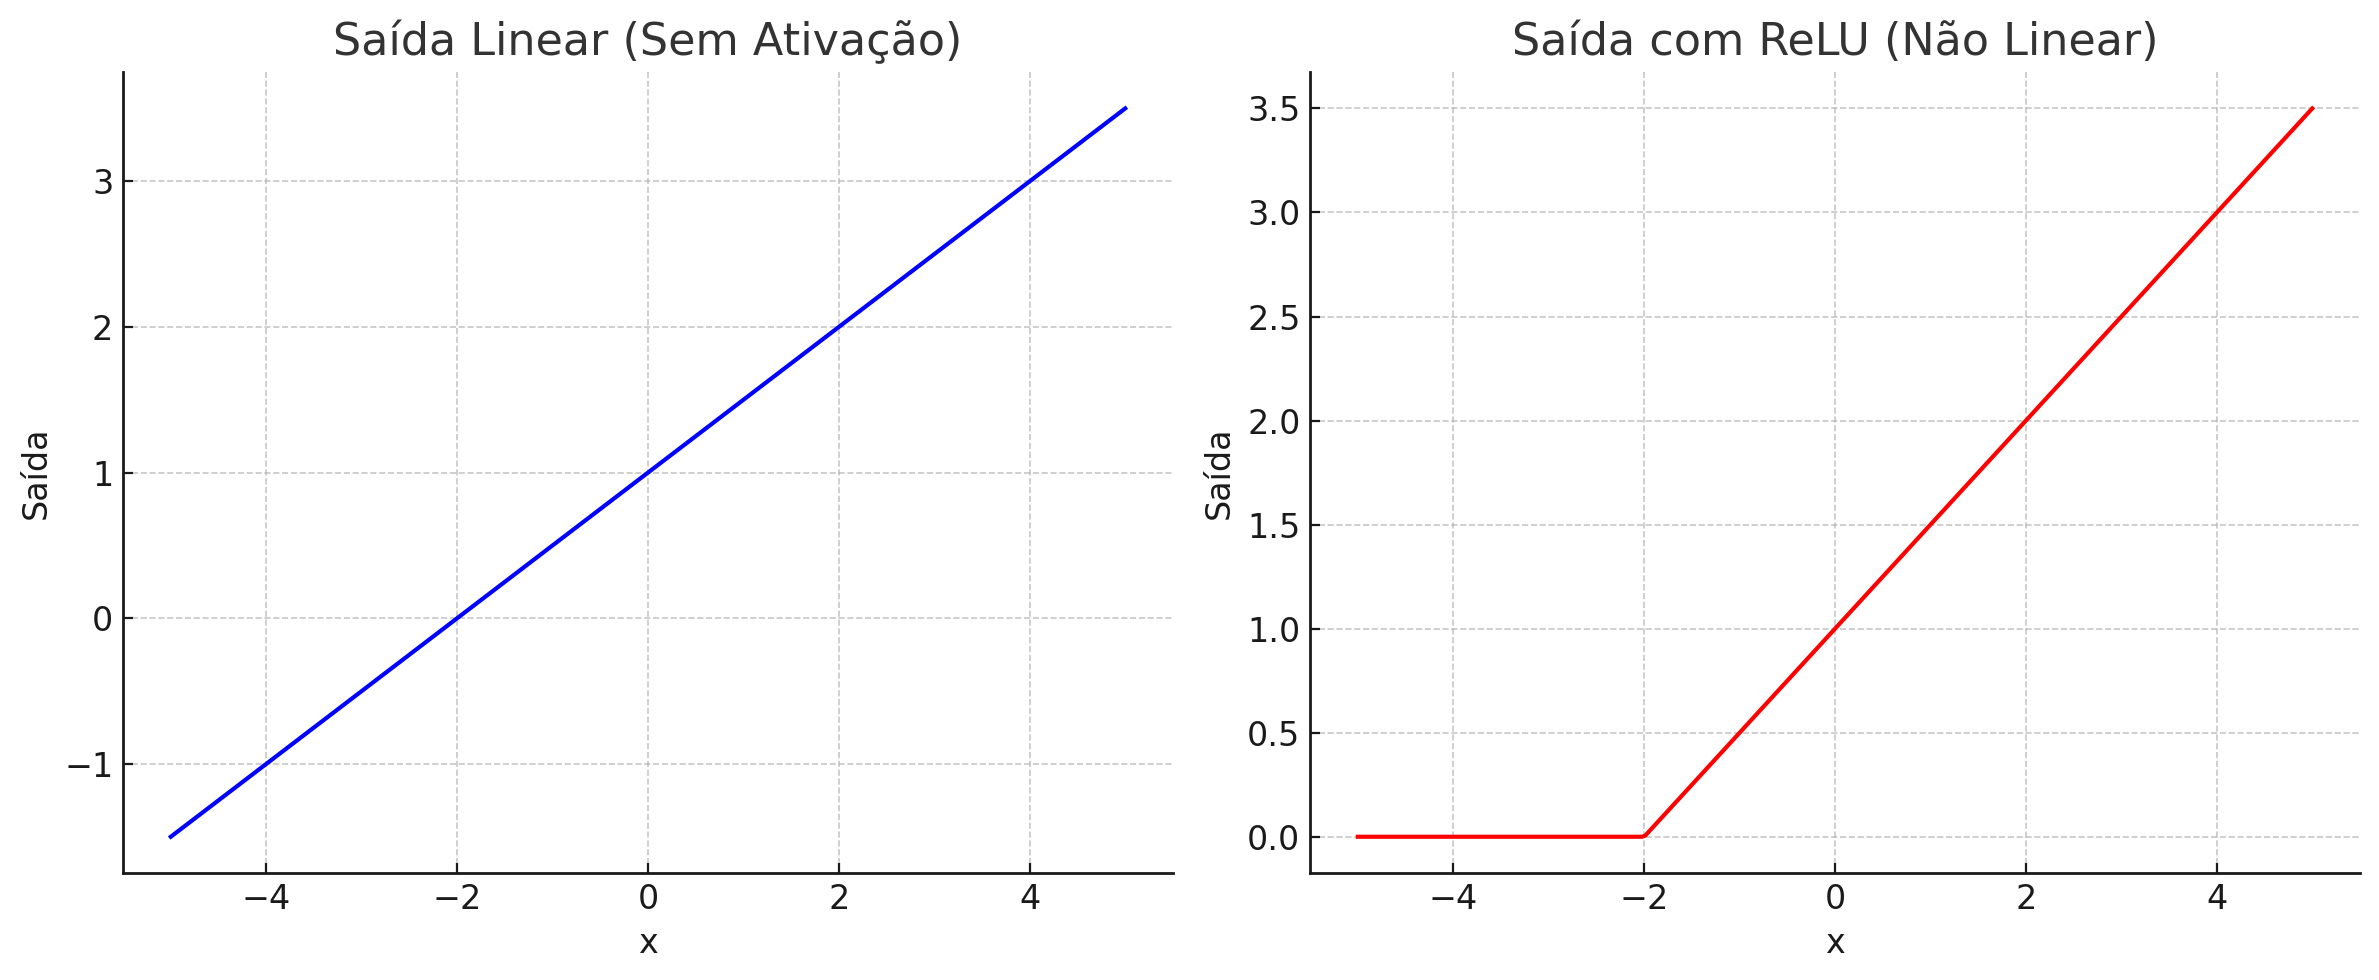 Saída Linear (Sem Ativação)
3
2
1
0
−1
Saída
−4 −2 0 2 4
x
Saída com ReLU (Não Linear)
3.5
3.0
2.5
2.0
1.5
1.0
0.5
0.0
Saída
−4 −2 0 2 4
x